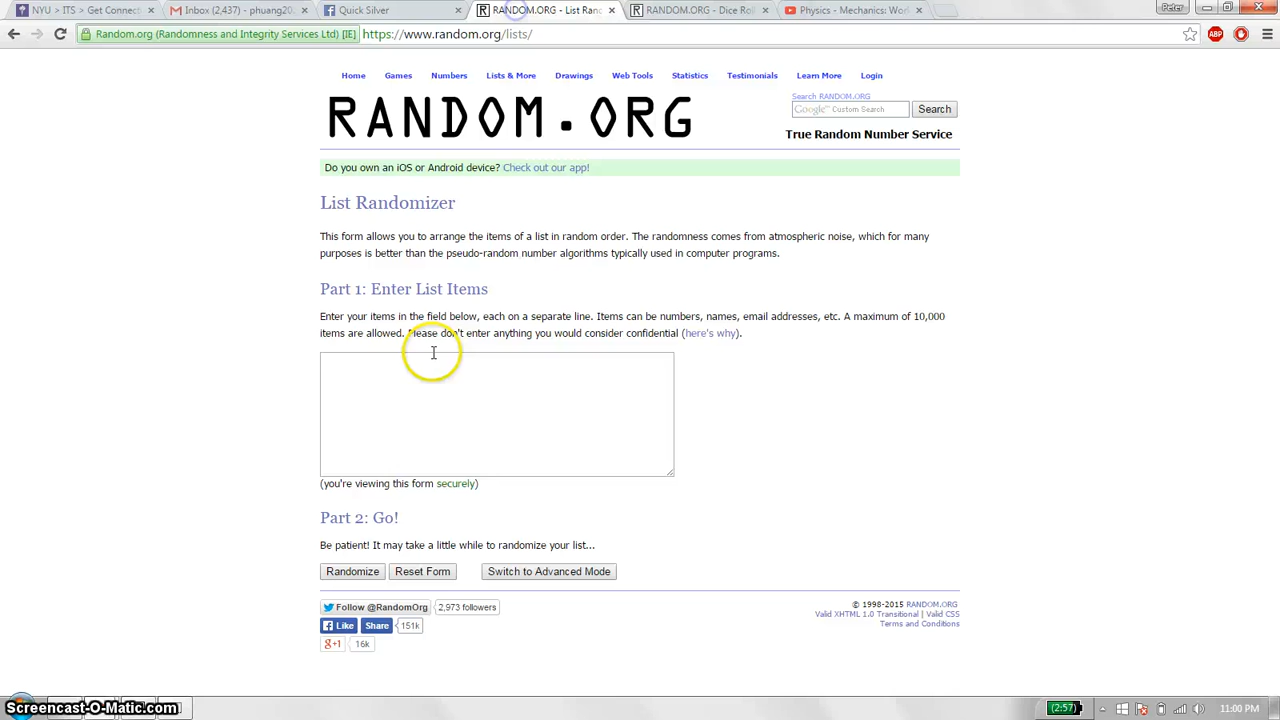 NYU > ITS > Get Connec
Inbox (2,437) - phuang20
Quick Silver
RANDOM.ORG - List Ran
RANDOM.ORG - Dice Rol
Physics - Mechanics: Wo
Peter
Random.org (Randomness and Integrity Services Ltd) [IE]
https://www.random.org/lists/
ABP
Home Games Numbers Lists & More Drawings Web Tools Statistics Testimonials Learn More Login
RANDOM.ORG
Search RANDOM.ORG
Google™ Custom Search
Search
True Random Number Service
Do you own an iOS or Android device? Check out our app!
List Randomizer
This form allows you to arrange the items of a list in random order. The randomness comes from atmospheric noise, which for many
purposes is better than the pseudo-random number algorithms typically used in computer programs.
Part 1: Enter List Items
Enter your items in the field below, each on a separate line. Items can be numbers, names, email addresses, etc. A maximum of 10,000
items are allowed. Please don't enter anything you would consider confidential (here's why).
(you're viewing this form securely)
Part 2: Go!
Be patient! It may take a little while to randomize your list...
Randomize Reset Form Switch to Advanced Mode
Follow @RandomOrg 2,973 followers
Like Share 151k
g+1 16k
© 1998-2015 RANDOM.ORG
Valid XHTML 1.0 Transitional | Valid CSS
Terms and Conditions
Screencast-O-Matic.com
(2:57)
11:00 PM